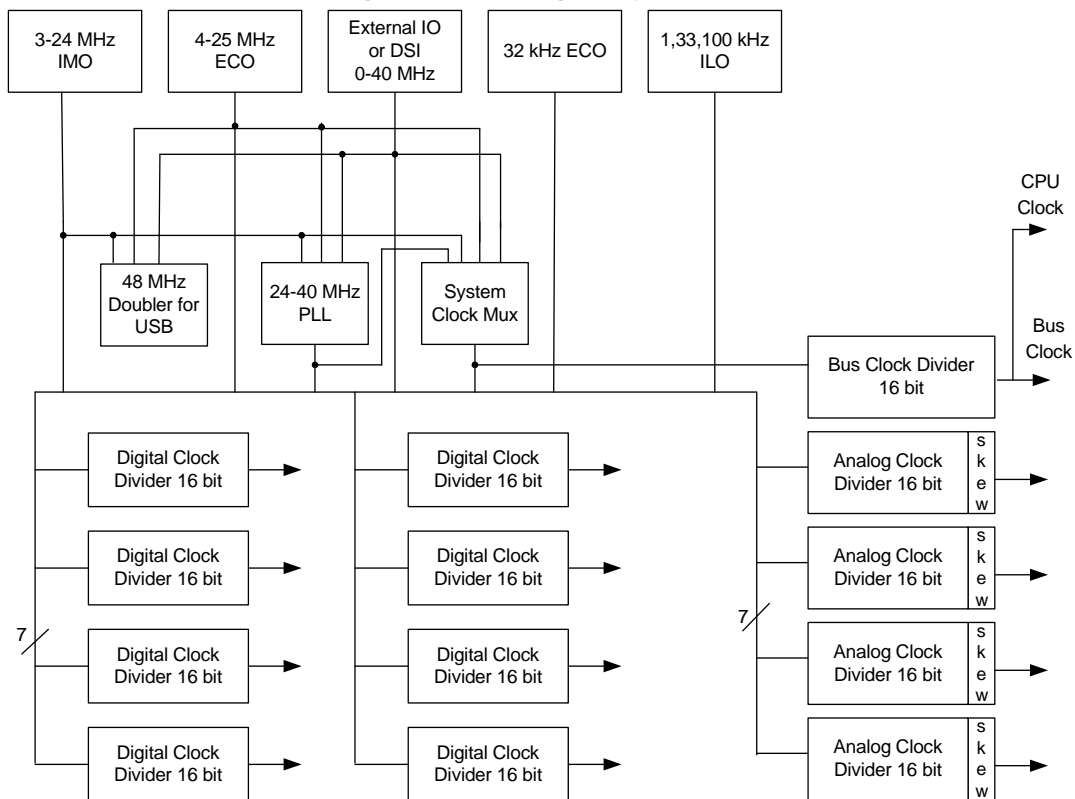 3-24 MHz
IMO
4-25 MHz
ECO
External IO
or DSI
0-40 MHz
32 kHz ECO
1,33,100 kHz
ILO
CPU
Clock
48 MHz
Doubler for
USB
24-40 MHz
PLL
System
Clock Mux
Bus
Clock
Bus Clock Divider
16 bit
Digital Clock
Divider 16 bit
Digital Clock
Divider 16 bit
Analog Clock
Divider 16 bit
s
k
e
w
Digital Clock
Divider 16 bit
Digital Clock
Divider 16 bit
Analog Clock
Divider 16 bit
s
k
e
w
7
7
Digital Clock
Divider 16 bit
Digital Clock
Divider 16 bit
Analog Clock
Divider 16 bit
s
k
e
w
Digital Clock
Divider 16 bit
Digital Clock
Divider 16 bit
Analog Clock
Divider 16 bit
s
k
e
w